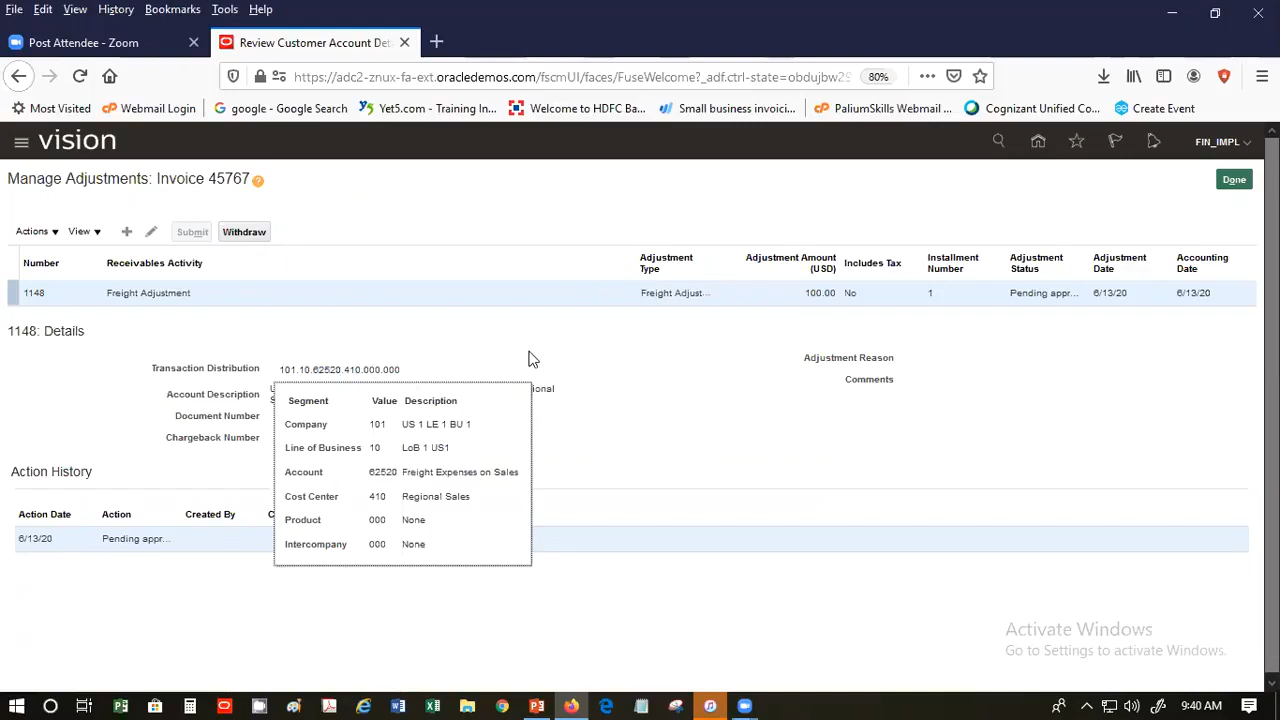 File Edit View History Bookmarks Tools Help
Post Attendee - Zoom
Review Customer Account Det
https://adc2-znux-fa-ext.oracledemos.com/fscmUI/faces/FuseWelcome?_adf.ctrl-state=obdujbw29
80%
Most Visited
Webmail Login
google - Google Search
Yet5.com - Training In...
Welcome to HDFC Ba...
Small business invoici...
PaliumSkills Webmail ...
Cognizant Unified Co...
Create Event
vision
FIN_IMPL
Manage Adjustments: Invoice 45767
Done
Actions
View
Submit
Withdraw
Number
Receivables Activity
Adjustment Type
Adjustment Amount (USD)
Includes Tax
Installment Number
Adjustment Status
Adjustment Date
Accounting Date
1148
Freight Adjustment
Freight Adjust...
100.00
No
1
Pending appr...
6/13/20
6/13/20
1148: Details
Transaction Distribution 101.10.62520.410.000.000
Adjustment Reason
Account Description
Comments
Document Number
Chargeback Number
Segment Value Description
Company 101 US 1 LE 1 BU 1
Line of Business 10 LoB 1 US1
Account 62520 Freight Expenses on Sales
Cost Center 410 Regional Sales
Product 000 None
Intercompany 000 None
Action History
Action Date
Action
Created By
6/13/20
Pending appr...
Activate Windows
Go to Settings to activate Windows.
9:40 AM